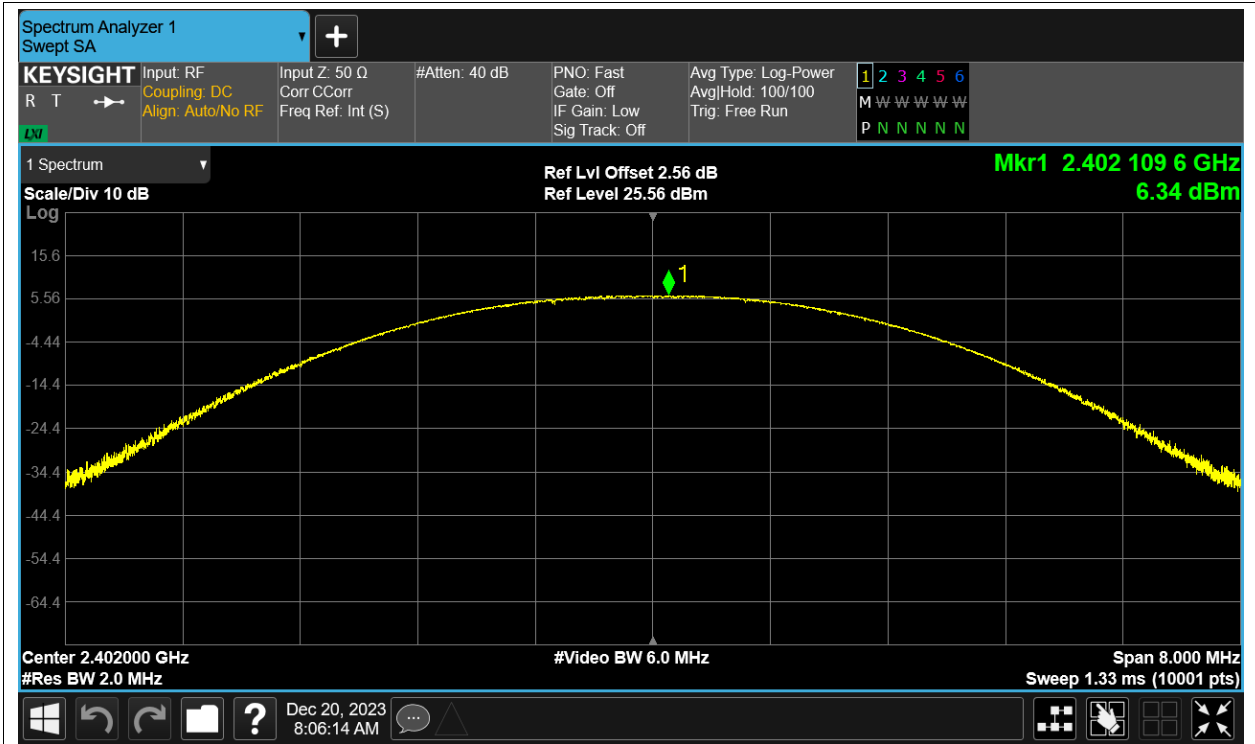 Spectrum Analyzer 1
Swept SA
KEYSIGHT
R T
LXI
Input: RF
Coupling: DC
Align: Auto/No RF
Input Z: 50 Ω
Corr CCorr
Freq Ref: Int (S)
#Atten: 40 dB
PNO: Fast
Gate: Off
IF Gain: Low
Sig Track: Off
Avg Type: Log-Power
Avg|Hold: 100/100
Trig: Free Run
1 2 3 4 5 6
M W W W W W
P N N N N N
1 Spectrum
Scale/Div 10 dB
Log
Ref Lvl Offset 2.56 dB
Ref Level 25.56 dBm
Mkr1 2.402 109 6 GHz
6.34 dBm
15.6
5.56
-4.44
-14.4
-24.4
-34.4
-44.4
-54.4
-64.4
1
Center 2.402000 GHz
#Res BW 2.0 MHz
#Video BW 6.0 MHz
Span 8.000 MHz
Sweep 1.33 ms (10001 pts)
?
Dec 20, 2023
8:06:14 AM